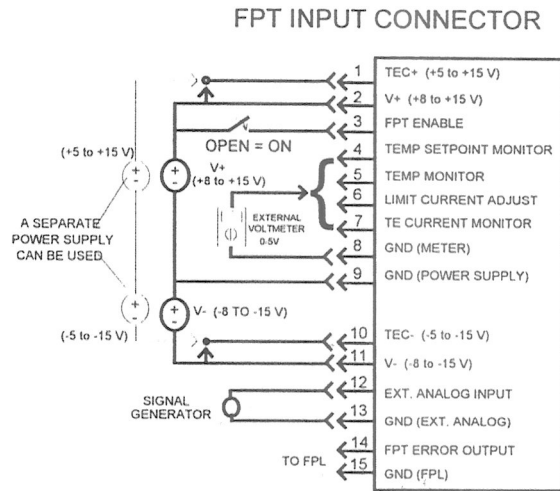 FPT INPUT CONNECTOR
1 TEC+ (+5 to +15 V)
2 V+ (+8 to +15 V)
3 FPT ENABLE
OPEN = ON
4 TEMP SETPOINT MONITOR
(+5 to +15 V)
V+
(+8 to +15 V)
5 TEMP MONITOR
6 LIMIT CURRENT ADJUST
7 TE CURRENT MONITOR
EXTERNAL
VOLTMETER
0-5V
A SEPARATE
POWER SUPPLY
CAN BE USED
8 GND (METER)
9 GND (POWER SUPPLY)
V- (-8 TO -15 V)
(-5 to -15 V)
10 TEC- (-5 to -15 V)
11 V- (-8 to -15 V)
12 EXT. ANALOG INPUT
SIGNAL
GENERATOR
13 GND (EXT. ANALOG)
14 FPT ERROR OUTPUT
TO FPL
15 GND (FPL)